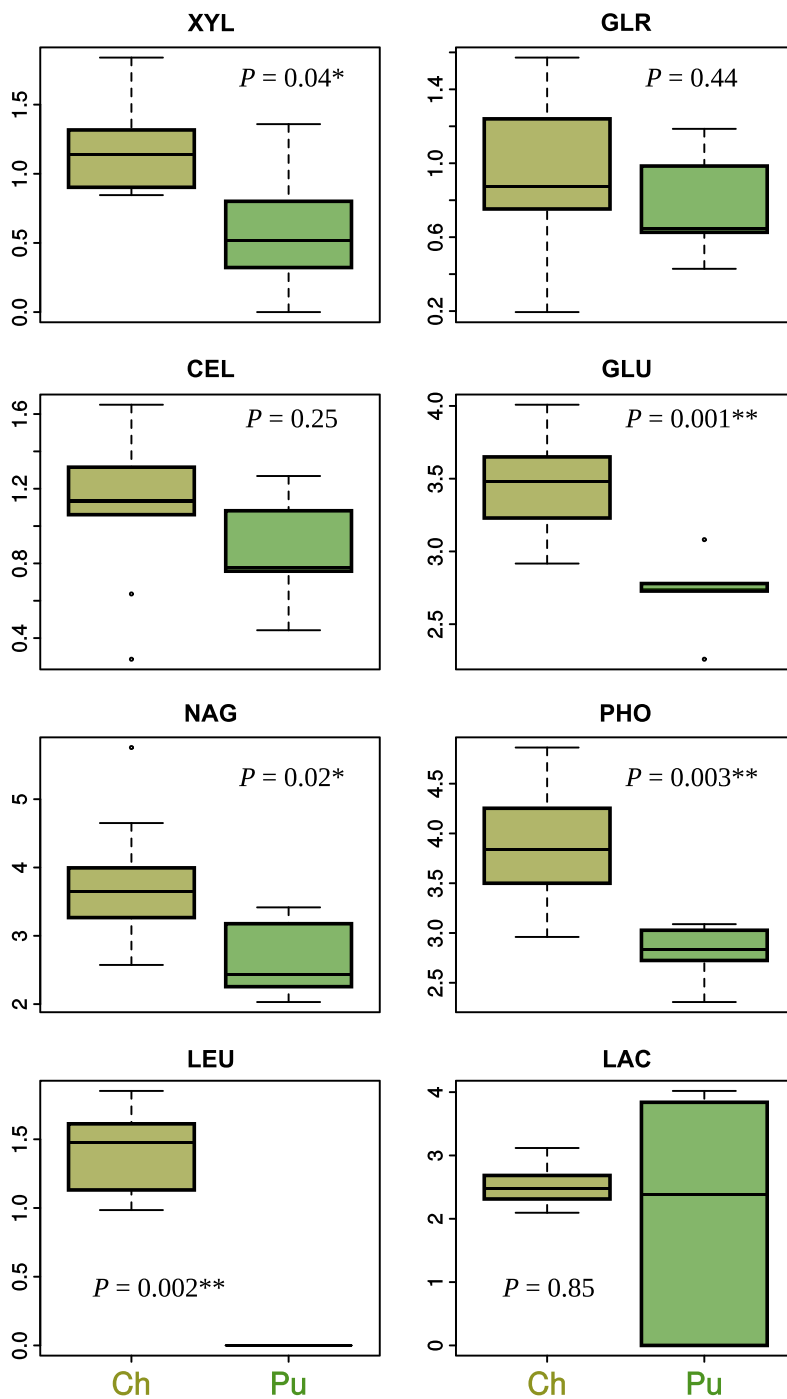 XYL
P = 0.04*
0.0 0.5 1.0 1.5
GLR
P = 0.44
0.2 0.6 1.0 1.4
CEL
P = 0.25
0.4 0.8 1.2 1.6
GLU
P = 0.001**
2.5 3.0 3.5 4.0
NAG
P = 0.02*
2 3 4 5
PHO
P = 0.003**
2.5 3.0 3.5 4.0 4.5
LEU
P = 0.002**
0.0 0.5 1.0 1.5
LAC
P = 0.85
0 1 2 3 4
Ch Pu Ch Pu